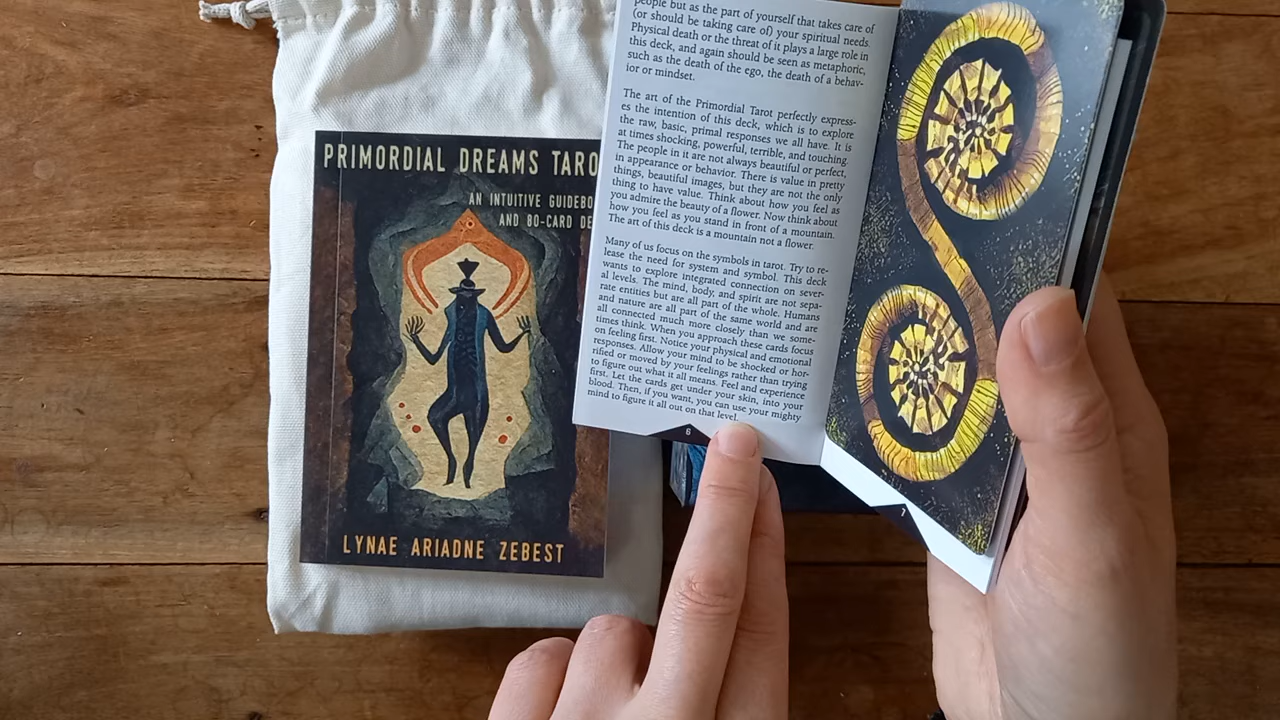 PRIMORDIAL DREAMS TARO
AN INTUITIVE GUIDEBO
AND 80-CARD DE
LYNAE ARIADNE ZEBEST
people but as the part of yourself that takes care of
(or should be taking care of) your spiritual needs.
Physical death or the threat of it plays a large role in
this deck, and again should be seen as metaphoric,
such as the death of the ego, the death of a behav-
ior or mindset.
The art of the Primordial Tarot perfectly express-
es the intention of this deck, which is to explore
the raw, basic, primal responses we all have. It is
at times shocking, powerful, terrible, and touching.
The people in it are not always beautiful or perfect,
in appearance or behavior. There is value in pretty
things, beautiful images, but they are not the only
thing to have value. Think about how you feel as
you admire the beauty of a flower. Now think about
how you feel as you stand in front of a mountain.
The art of this deck is a mountain not a flower.
Many of us focus on the symbols in tarot. Try to re-
lease the need for system and symbol. This deck
wants to explore integrated connection on sever-
al levels. The mind, body, and spirit are not sepa-
rate entities but are all part of the whole. Humans
and nature are all part of the same world and are
all connected much more closely than we some-
times think. When you approach these cards focus
on feeling first. Notice your physical and emotional
responses. Allow your mind to be shocked or hor-
rified or moved by your feelings rather than trying
to figure out what it all means. Feel and experience
first. Let the cards get under your skin, into your
blood. Then, if you want, you can use your mighty
mind to figure it all out on that level.
6
7